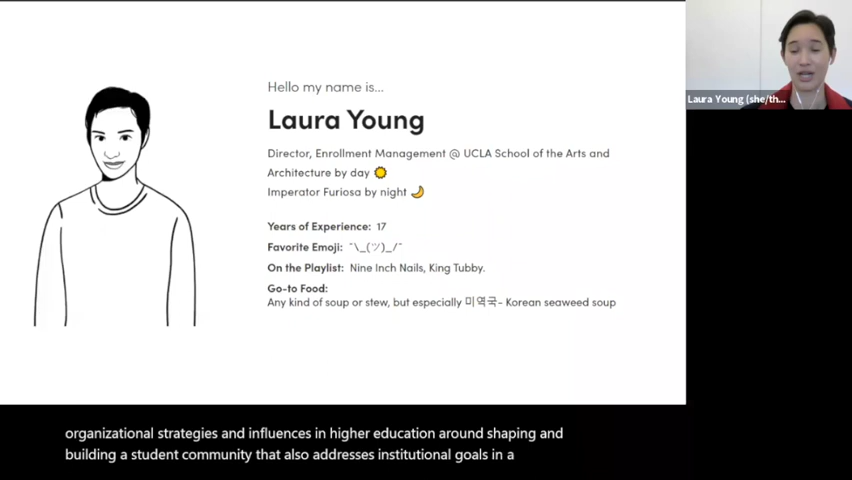 Hello my name is...
Laura Young
Director, Enrollment Management @ UCLA School of the Arts and
Architecture by day 🌞
Imperator Furiosa by night 🌙
Years of Experience: 17
Favorite Emoji: ¯\_(ツ)_/¯
On the Playlist: Nine Inch Nails, King Tubby.
Go-to Food:
Any kind of soup or stew, but especially 미역국- Korean seaweed soup
Laura Young (she/th...
organizational strategies and influences in higher education around shaping and
building a student community that also addresses institutional goals in a